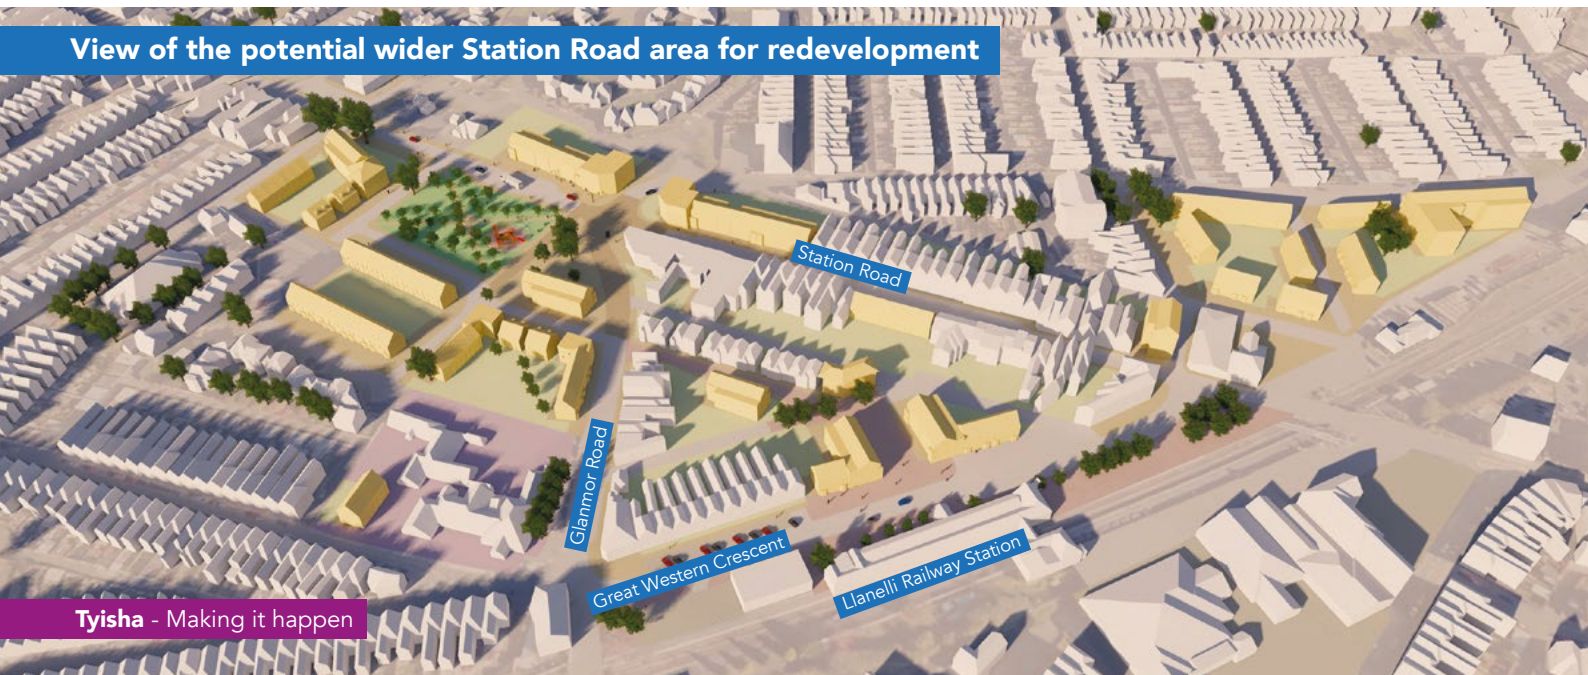 View of the potential wider Station Road area for redevelopment
Station Road
Glanmor Road
Great Western Crescent
Llanelli Railway Station
Tyisha - Making it happen